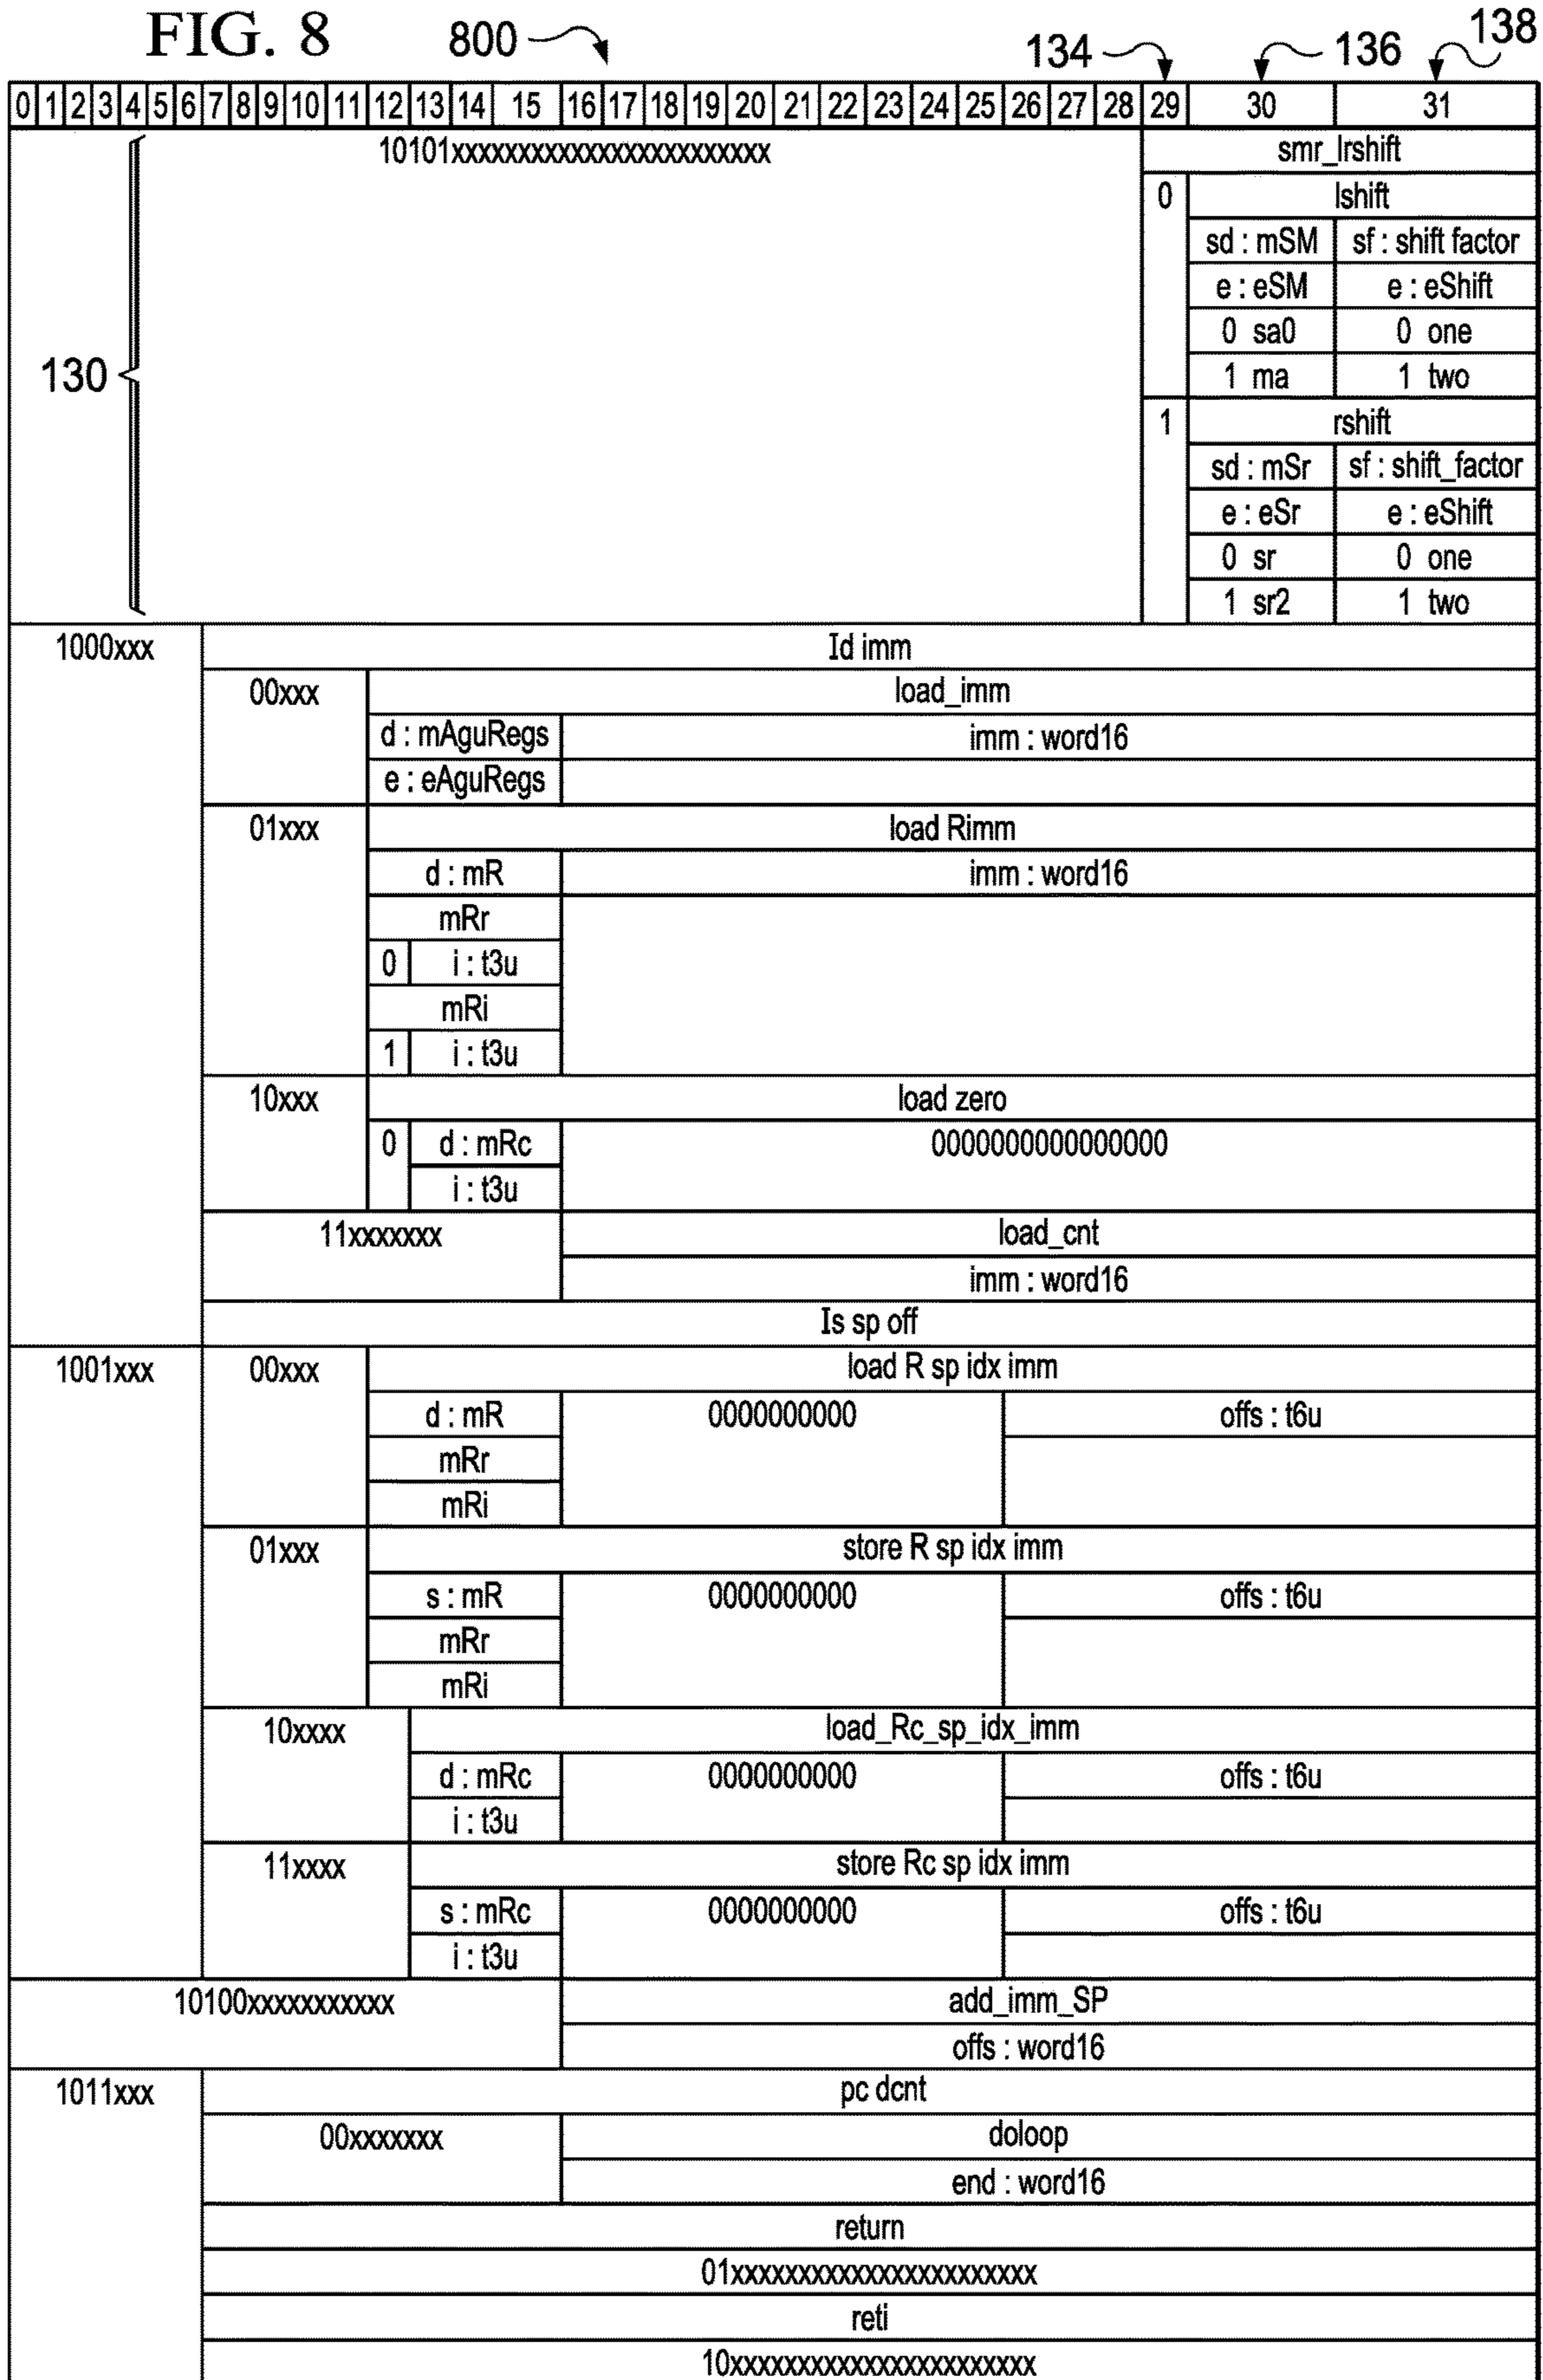 FIG. 8 800 134 136 138
0 1 2 3 4 5 6 7 8 9 10 11 12 13 14 15 16 17 18 19 20 21 22 23 24 25 26 27 28 29 30 31
10101xxxxxxxxxxxxxxxxxxxxxxxx smr_lrshift
0 lshift
sd : mSM sf : shift factor
e : eSM e : eShift
0 sa0 0 one
130 1 ma 1 two
1 rshift
sd : mSr sf : shift_factor
e : eSr e : eShift
0 sr 0 one
1 sr2 1 two
1000xxx Id imm
00xxx load_imm
d : mAguRegs imm : word16
e : eAguRegs
01xxx load Rimm
d : mR imm : word16
mRr
0 i : t3u
mRi
1 i : t3u
10xxx load zero
0 d : mRc 0000000000000000
i : t3u
11xxxxxxx load_cnt
imm : word16
Is sp off
1001xxx 00xxx load R sp idx imm
d : mR 0000000000 offs : t6u
mRr
mRi
01xxx store R sp idx imm
s : mR 0000000000 offs : t6u
mRr
mRi
10xxxx load_Rc_sp_idx_imm
d : mRc 0000000000 offs : t6u
i : t3u
11xxxx store Rc sp idx imm
s : mRc 0000000000 offs : t6u
i : t3u
10100xxxxxxxxxxx add_imm_SP
offs : word16
1011xxx pc dcnt
00xxxxxxx doloop
end : word16
return
01xxxxxxxxxxxxxxxxxxxxxxx
reti
10xxxxxxxxxxxxxxxxxxxxxxx